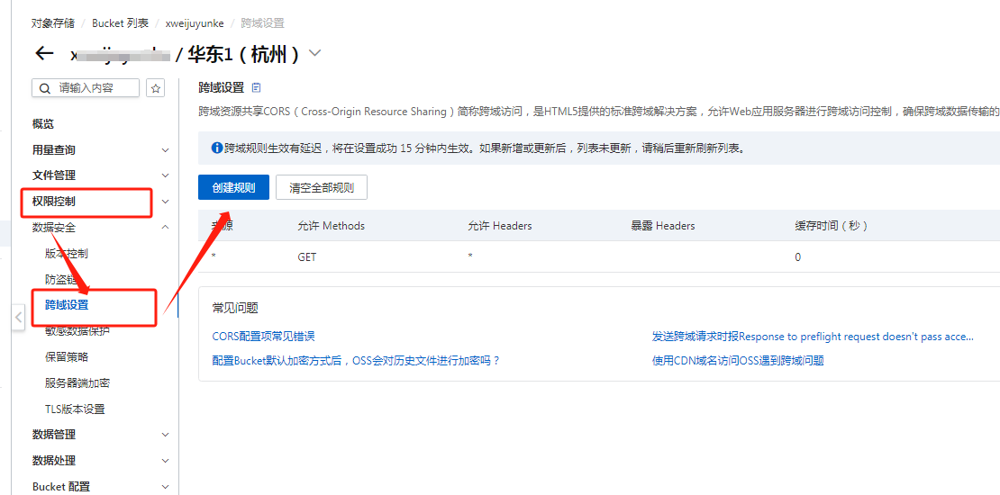 对象存储 / Bucket 列表 / xweijuyunke / 跨域设置
/ 华东1（杭州）
请输入内容
概览
用量查询
文件管理
权限控制
数据安全
版本控制
防盗链
跨域设置
敏感数据保护
保留策略
服务器端加密
TLS版本设置
数据管理
数据处理
Bucket 配置
跨域设置
跨域资源共享CORS（Cross-Origin Resource Sharing）简称跨域访问，是HTML5提供的标准跨域解决方案，允许Web应用服务器进行跨域访问控制，确保跨域数据传输的
跨域规则生效有延迟，将在设置成功 15 分钟内生效。如果新增或更新后，列表未更新，请稍后重新刷新列表。
创建规则 清空全部规则
来源 允许 Methods 允许 Headers 暴露 Headers 缓存时间（秒）
* GET * 0
常见问题
CORS配置项常见错误 发送跨域请求时报Response to preflight request doesn't pass acce...
配置Bucket默认加密方式后，OSS会对历史文件进行加密吗？ 使用CDN域名访问OSS遇到跨域问题